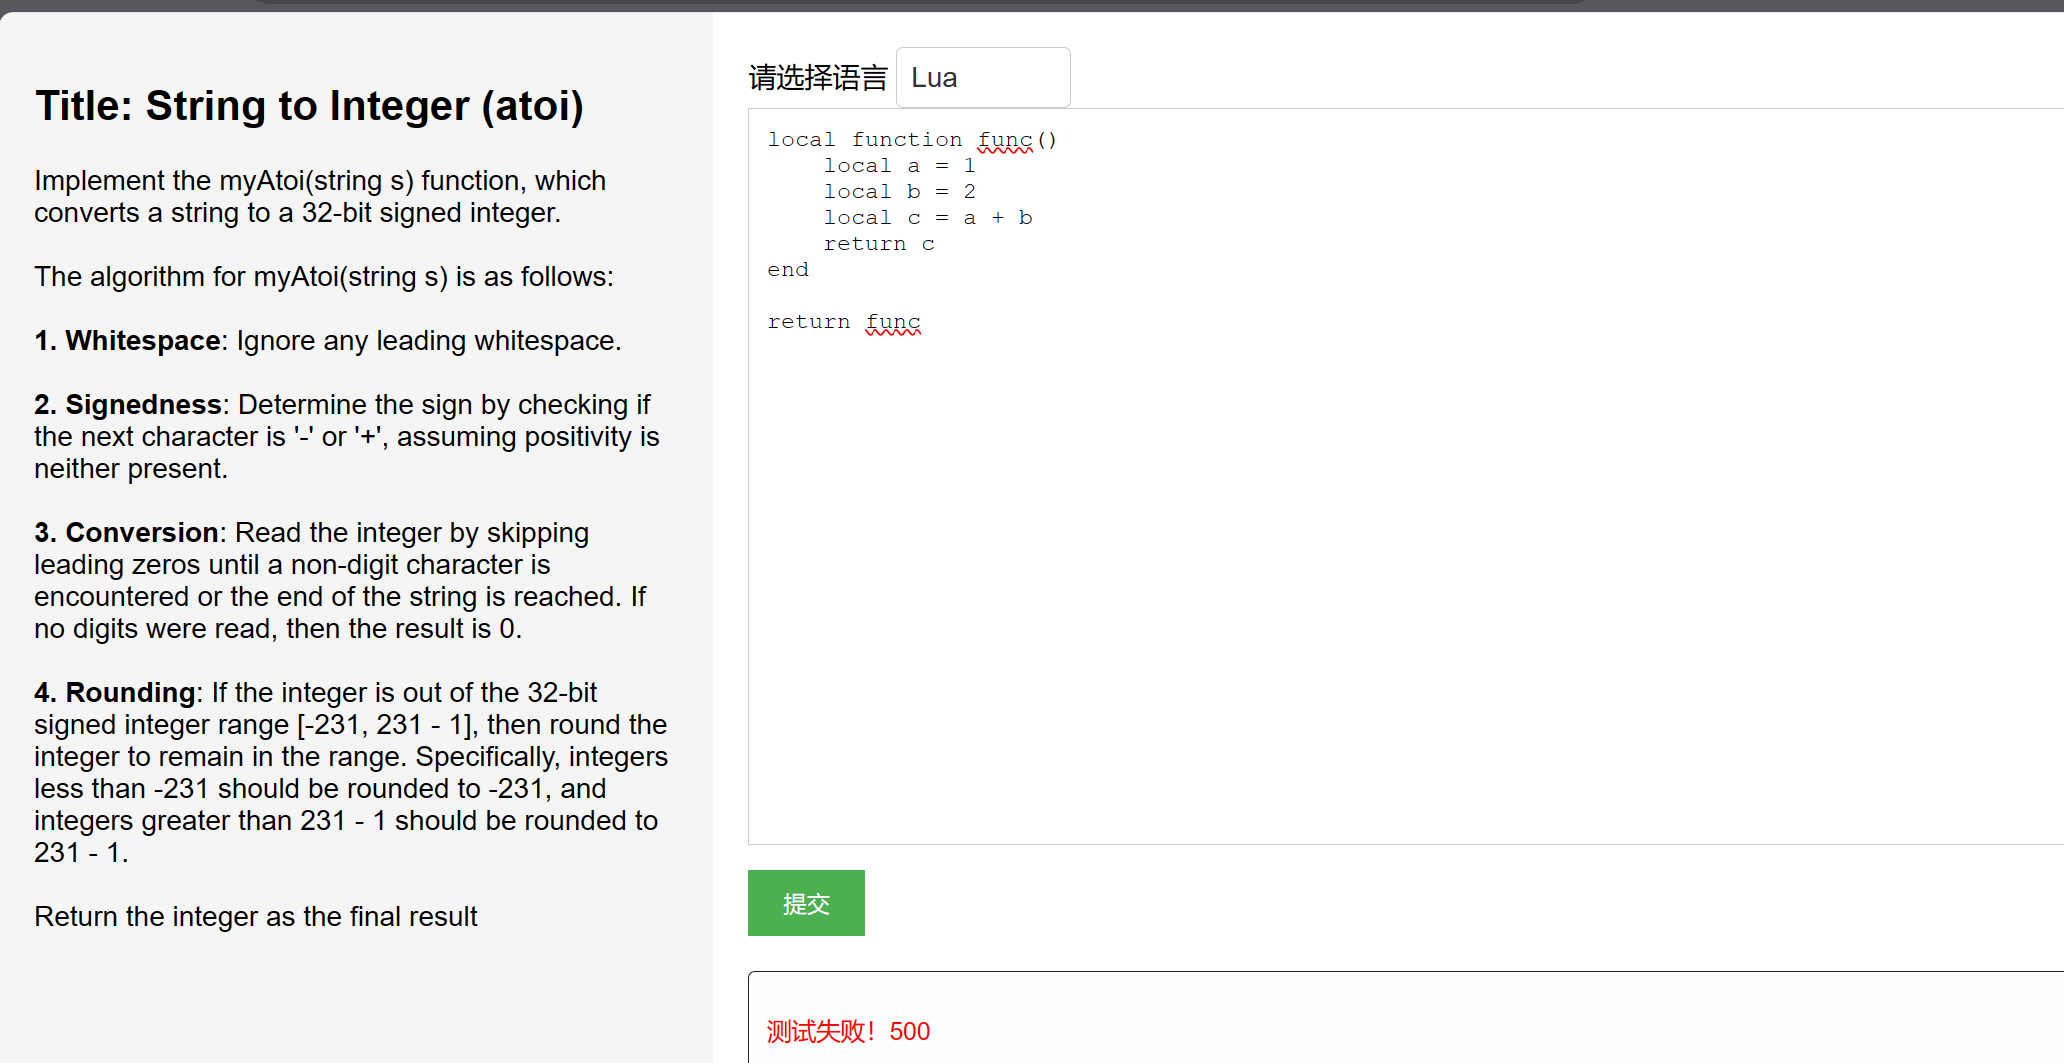 Title: String to Integer (atoi)
Implement the myAtoi(string s) function, which
converts a string to a 32-bit signed integer.
The algorithm for myAtoi(string s) is as follows:
1. Whitespace: Ignore any leading whitespace.
2. Signedness: Determine the sign by checking if
the next character is '-' or '+', assuming positivity is
neither present.
3. Conversion: Read the integer by skipping
leading zeros until a non-digit character is
encountered or the end of the string is reached. If
no digits were read, then the result is 0.
4. Rounding: If the integer is out of the 32-bit
signed integer range [-231, 231 - 1], then round the
integer to remain in the range. Specifically, integers
less than -231 should be rounded to -231, and
integers greater than 231 - 1 should be rounded to
231 - 1.
Return the integer as the final result
请选择语言 Lua
local function func()
    local a = 1
    local b = 2
    local c = a + b
    return c
end
return func
提交
测试失败！500